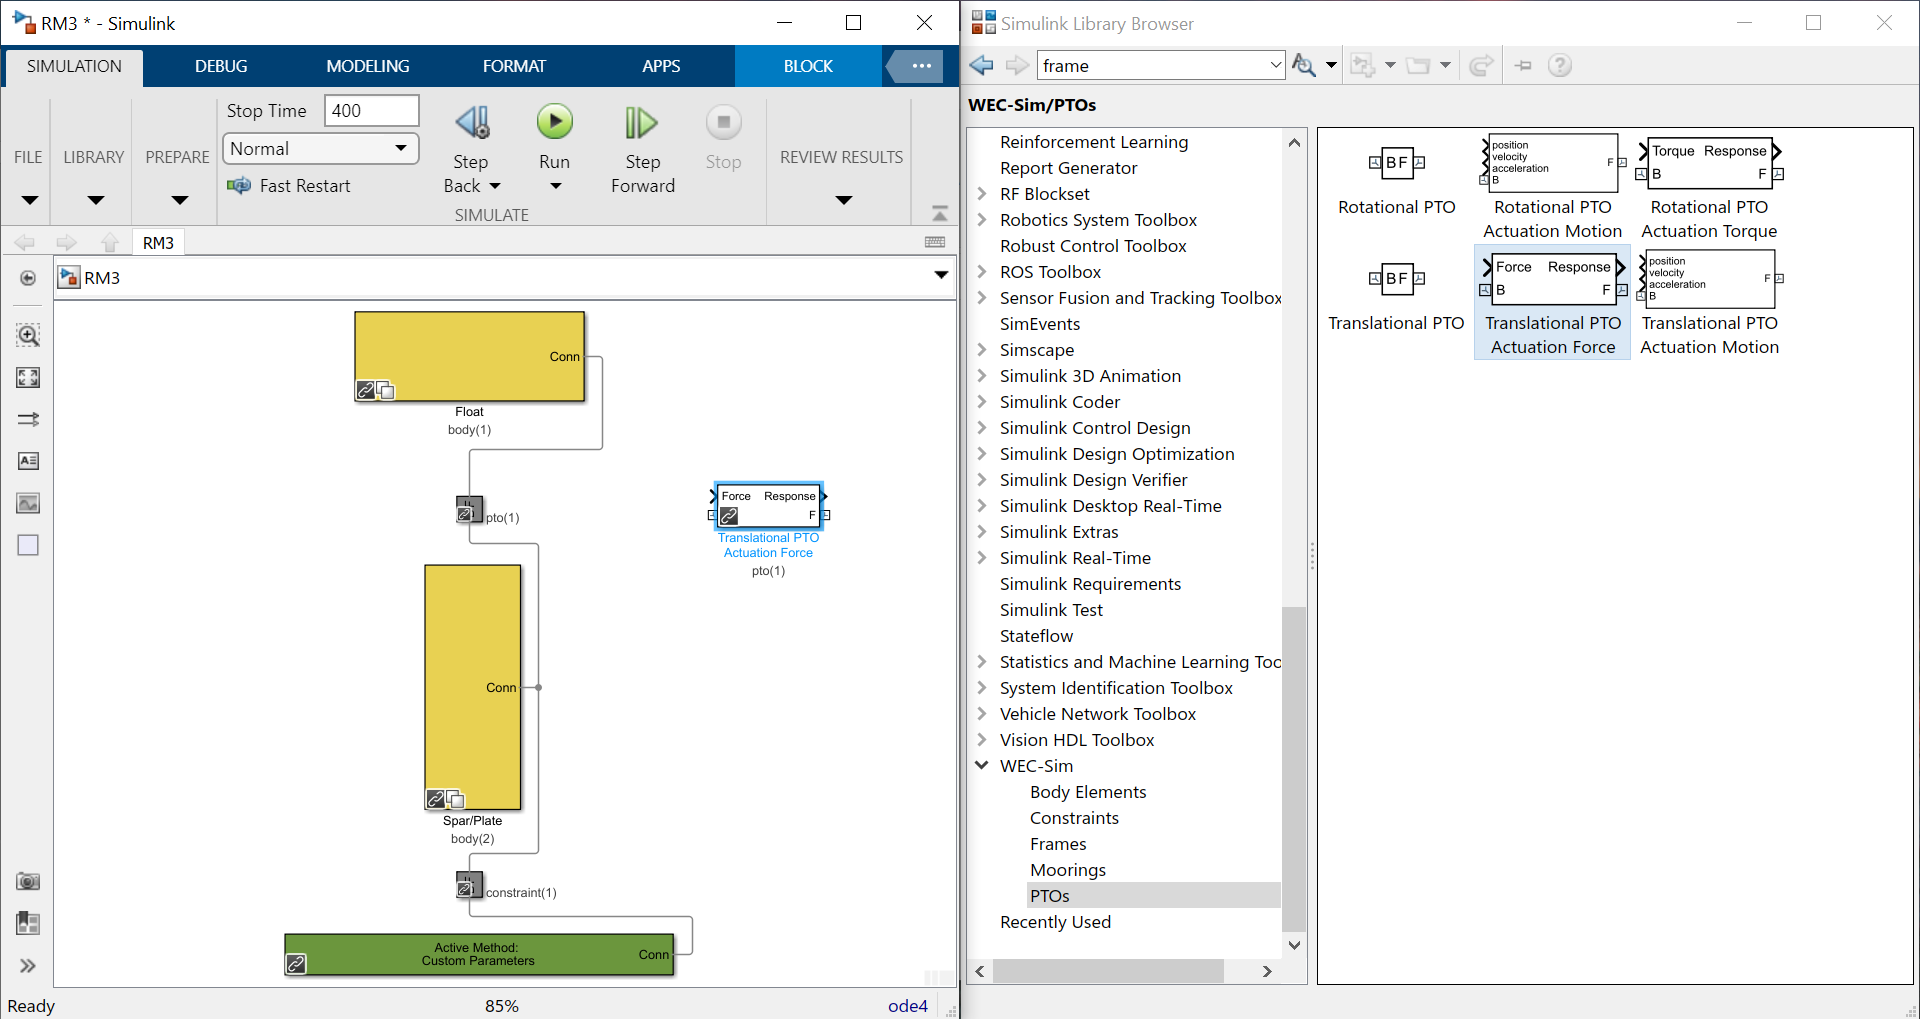 RM3 * - Simulink
SIMULATION
DEBUG
MODELING
FORMAT
APPS
BLOCK
FILE
LIBRARY
PREPARE
Stop Time 400
Normal
Fast Restart
Step
Back
Run
Step
Forward
Stop
SIMULATE
REVIEW RESULTS
RM3
RM3
Conn
Float
body(1)
pto(1)
Force Response
F
Translational PTO
Actuation Force
pto(1)
Conn
Spar/Plate
body(2)
constraint(1)
Active Method:
Custom Parameters
Conn
Ready
85%
ode4
Simulink Library Browser
frame
WEC-Sim/PTOs
Reinforcement Learning
Report Generator
RF Blockset
Robotics System Toolbox
Robust Control Toolbox
ROS Toolbox
Sensor Fusion and Tracking Toolbox
SimEvents
Simscape
Simulink 3D Animation
Simulink Coder
Simulink Control Design
Simulink Design Optimization
Simulink Design Verifier
Simulink Desktop Real-Time
Simulink Extras
Simulink Real-Time
Simulink Requirements
Simulink Test
Stateflow
Statistics and Machine Learning Too
System Identification Toolbox
Vehicle Network Toolbox
Vision HDL Toolbox
WEC-Sim
Body Elements
Constraints
Frames
Moorings
PTOs
Recently Used
B F
Rotational PTO
position
velocity
acceleration
B
F
Rotational PTO
Actuation Motion
Torque Response
B F
Rotational PTO
Actuation Torque
B F
Translational PTO
Force Response
B F
Translational PTO
Actuation Force
position
velocity
acceleration
B
F
Translational PTO
Actuation Motion